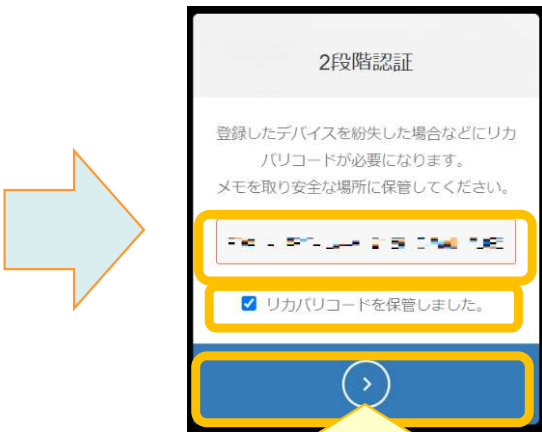 2段階認証
登録したデバイスを紛失した場合などにリカ
バリコードが必要になります。
メモを取り安全な場所に保管してください。
リカバリコードを保管しました。